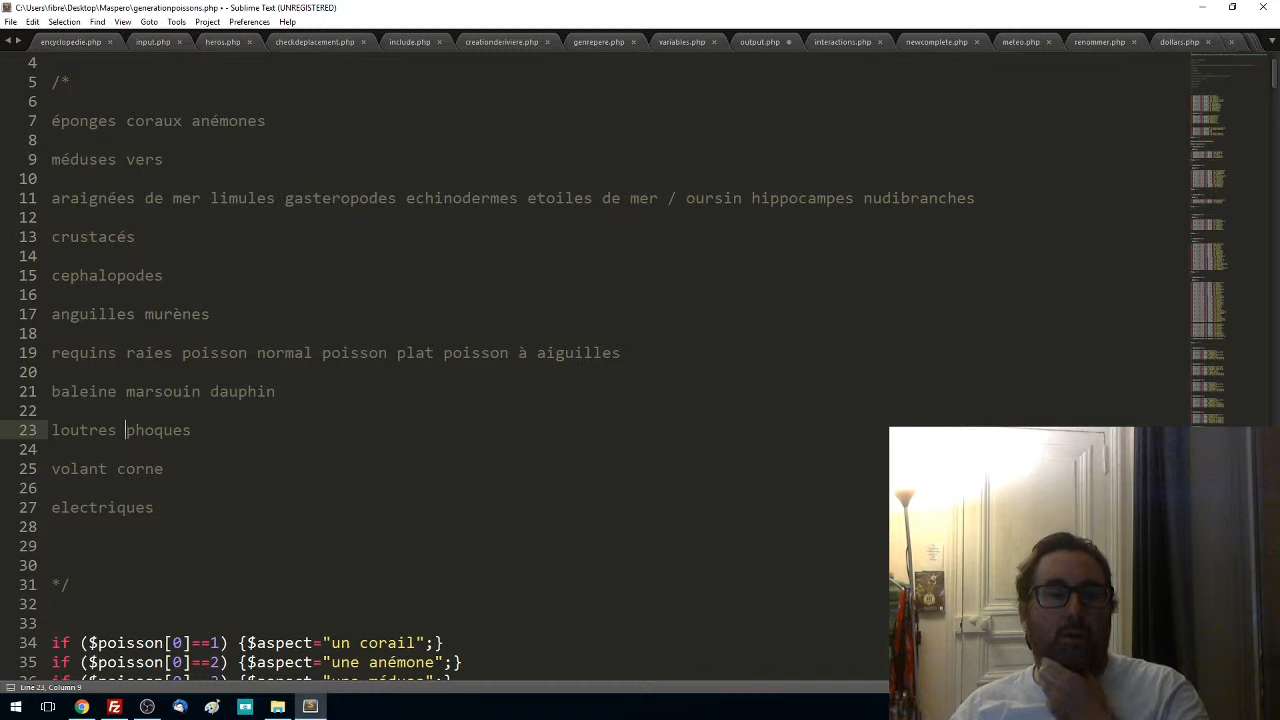 C:\Users\fibre\Desktop\Maspero\generationpoissons.php • - Sublime Text (UNREGISTERED)
File Edit Selection Find View Goto Tools Project Preferences Help
encyclopedie.php × input.php × heros.php × checkdeplacement.php × include.php × creationderiviere.php × genrepere.php × variables.php × output.php interactions.php × newcomplete.php × meteo.php × renommer.php × dollars.php ×
4
5 /*
6
7 éponges coraux anémones
8
9 méduses vers
10
11 araignées de mer limules gasteropodes echinodermes etoiles de mer / oursin hippocampes nudibranches
12
13 crustacés
14
15 cephalopodes
16
17 anguilles murènes
18
19 requins raies poisson normal poisson plat poisson à aiguilles
20
21 baleine marsouin dauphin
22
23 loutres phoques
24
25 volant corne
26
27 electriques
28
29
30
31 */
32
33
34 if ($poisson[0]==1) {$aspect="un corail";}
35 if ($poisson[0]==2) {$aspect="une anémone";}
Line 23, Column 9